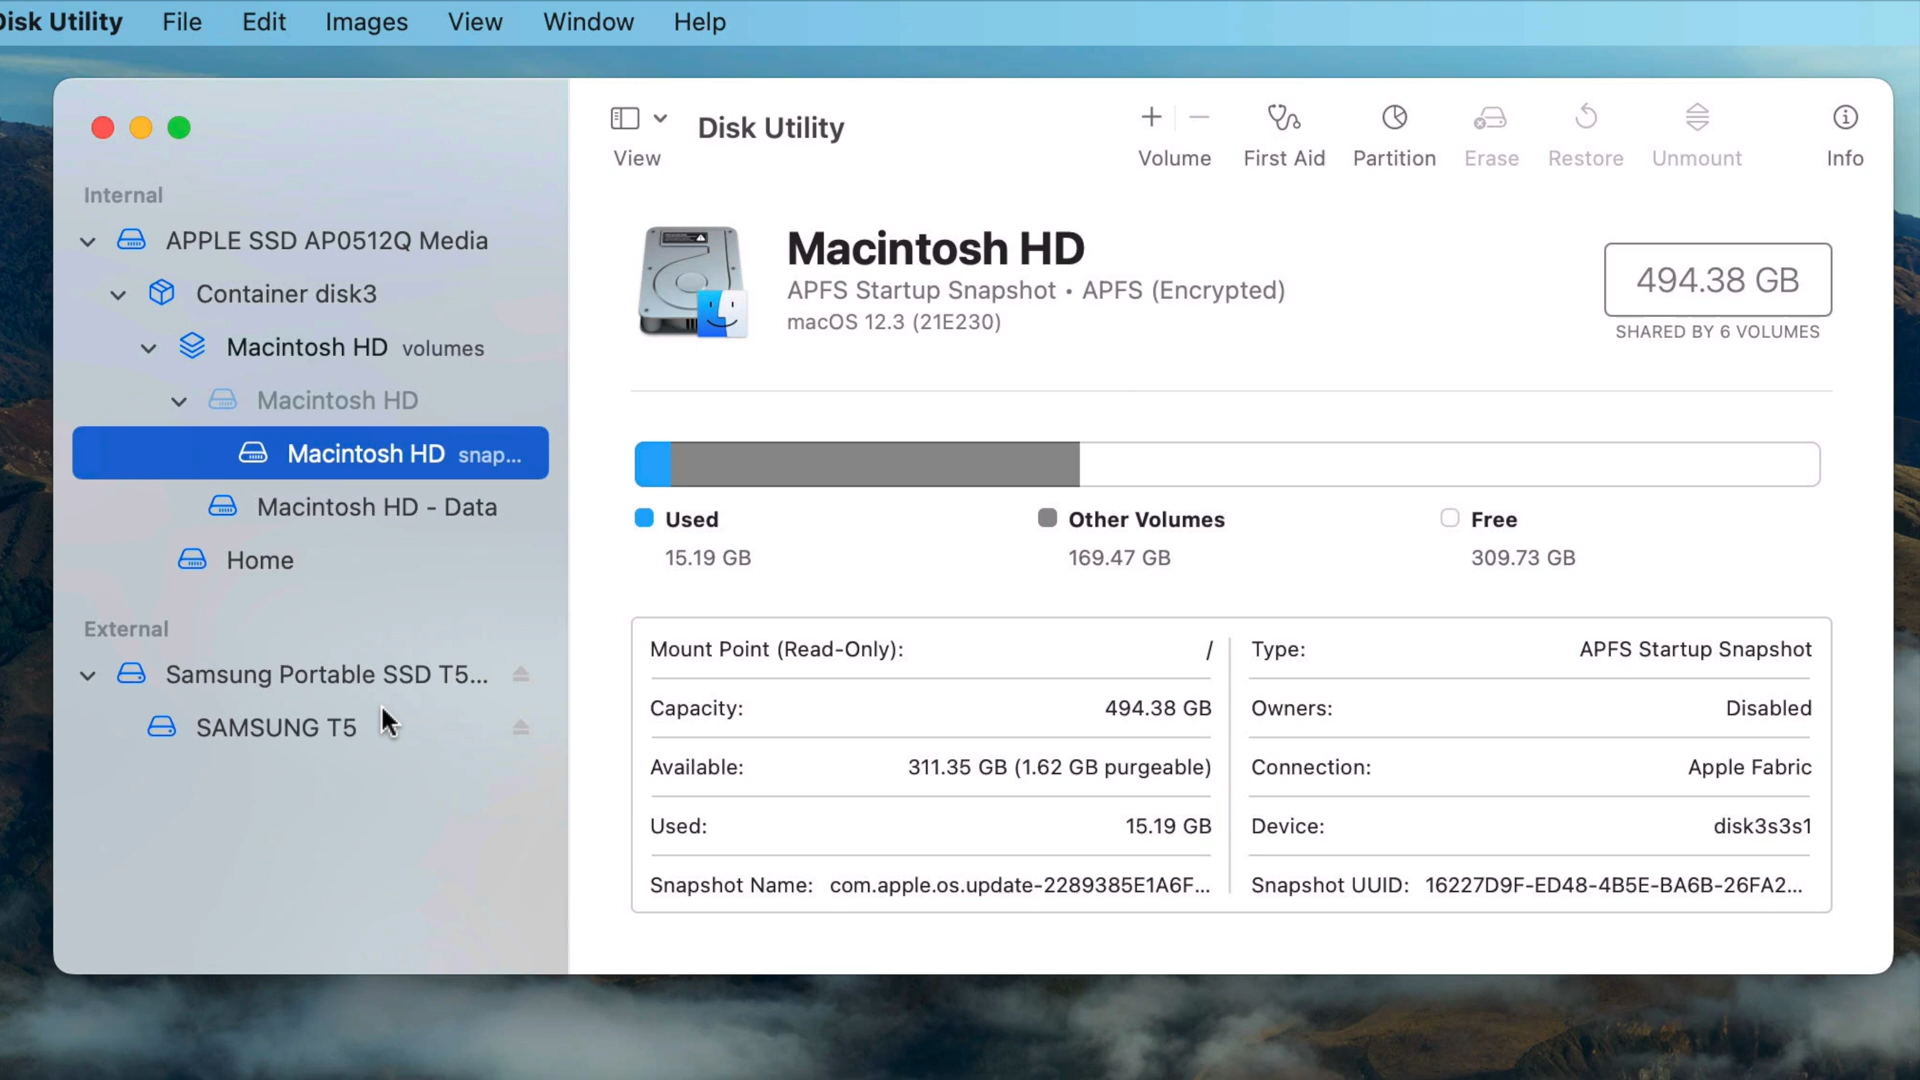 Disk Utility File Edit Images View Window Help
View
Disk Utility
Volume First Aid Partition Erase Restore Unmount Info
Internal
APPLE SSD AP0512Q Media
Container disk3
Macintosh HD volumes
Macintosh HD
Macintosh HD snap...
Macintosh HD - Data
Home
External
Samsung Portable SSD T5...
SAMSUNG T5
Macintosh HD
APFS Startup Snapshot • APFS (Encrypted)
macOS 12.3 (21E230)
494.38 GB
SHARED BY 6 VOLUMES
Used
15.19 GB
Other Volumes
169.47 GB
Free
309.73 GB
Mount Point (Read-Only): /
Capacity: 494.38 GB
Available: 311.35 GB (1.62 GB purgeable)
Used: 15.19 GB
Snapshot Name: com.apple.os.update-2289385E1A6F...
Type: APFS Startup Snapshot
Owners: Disabled
Connection: Apple Fabric
Device: disk3s3s1
Snapshot UUID: 16227D9F-ED48-4B5E-BA6B-26FA2...